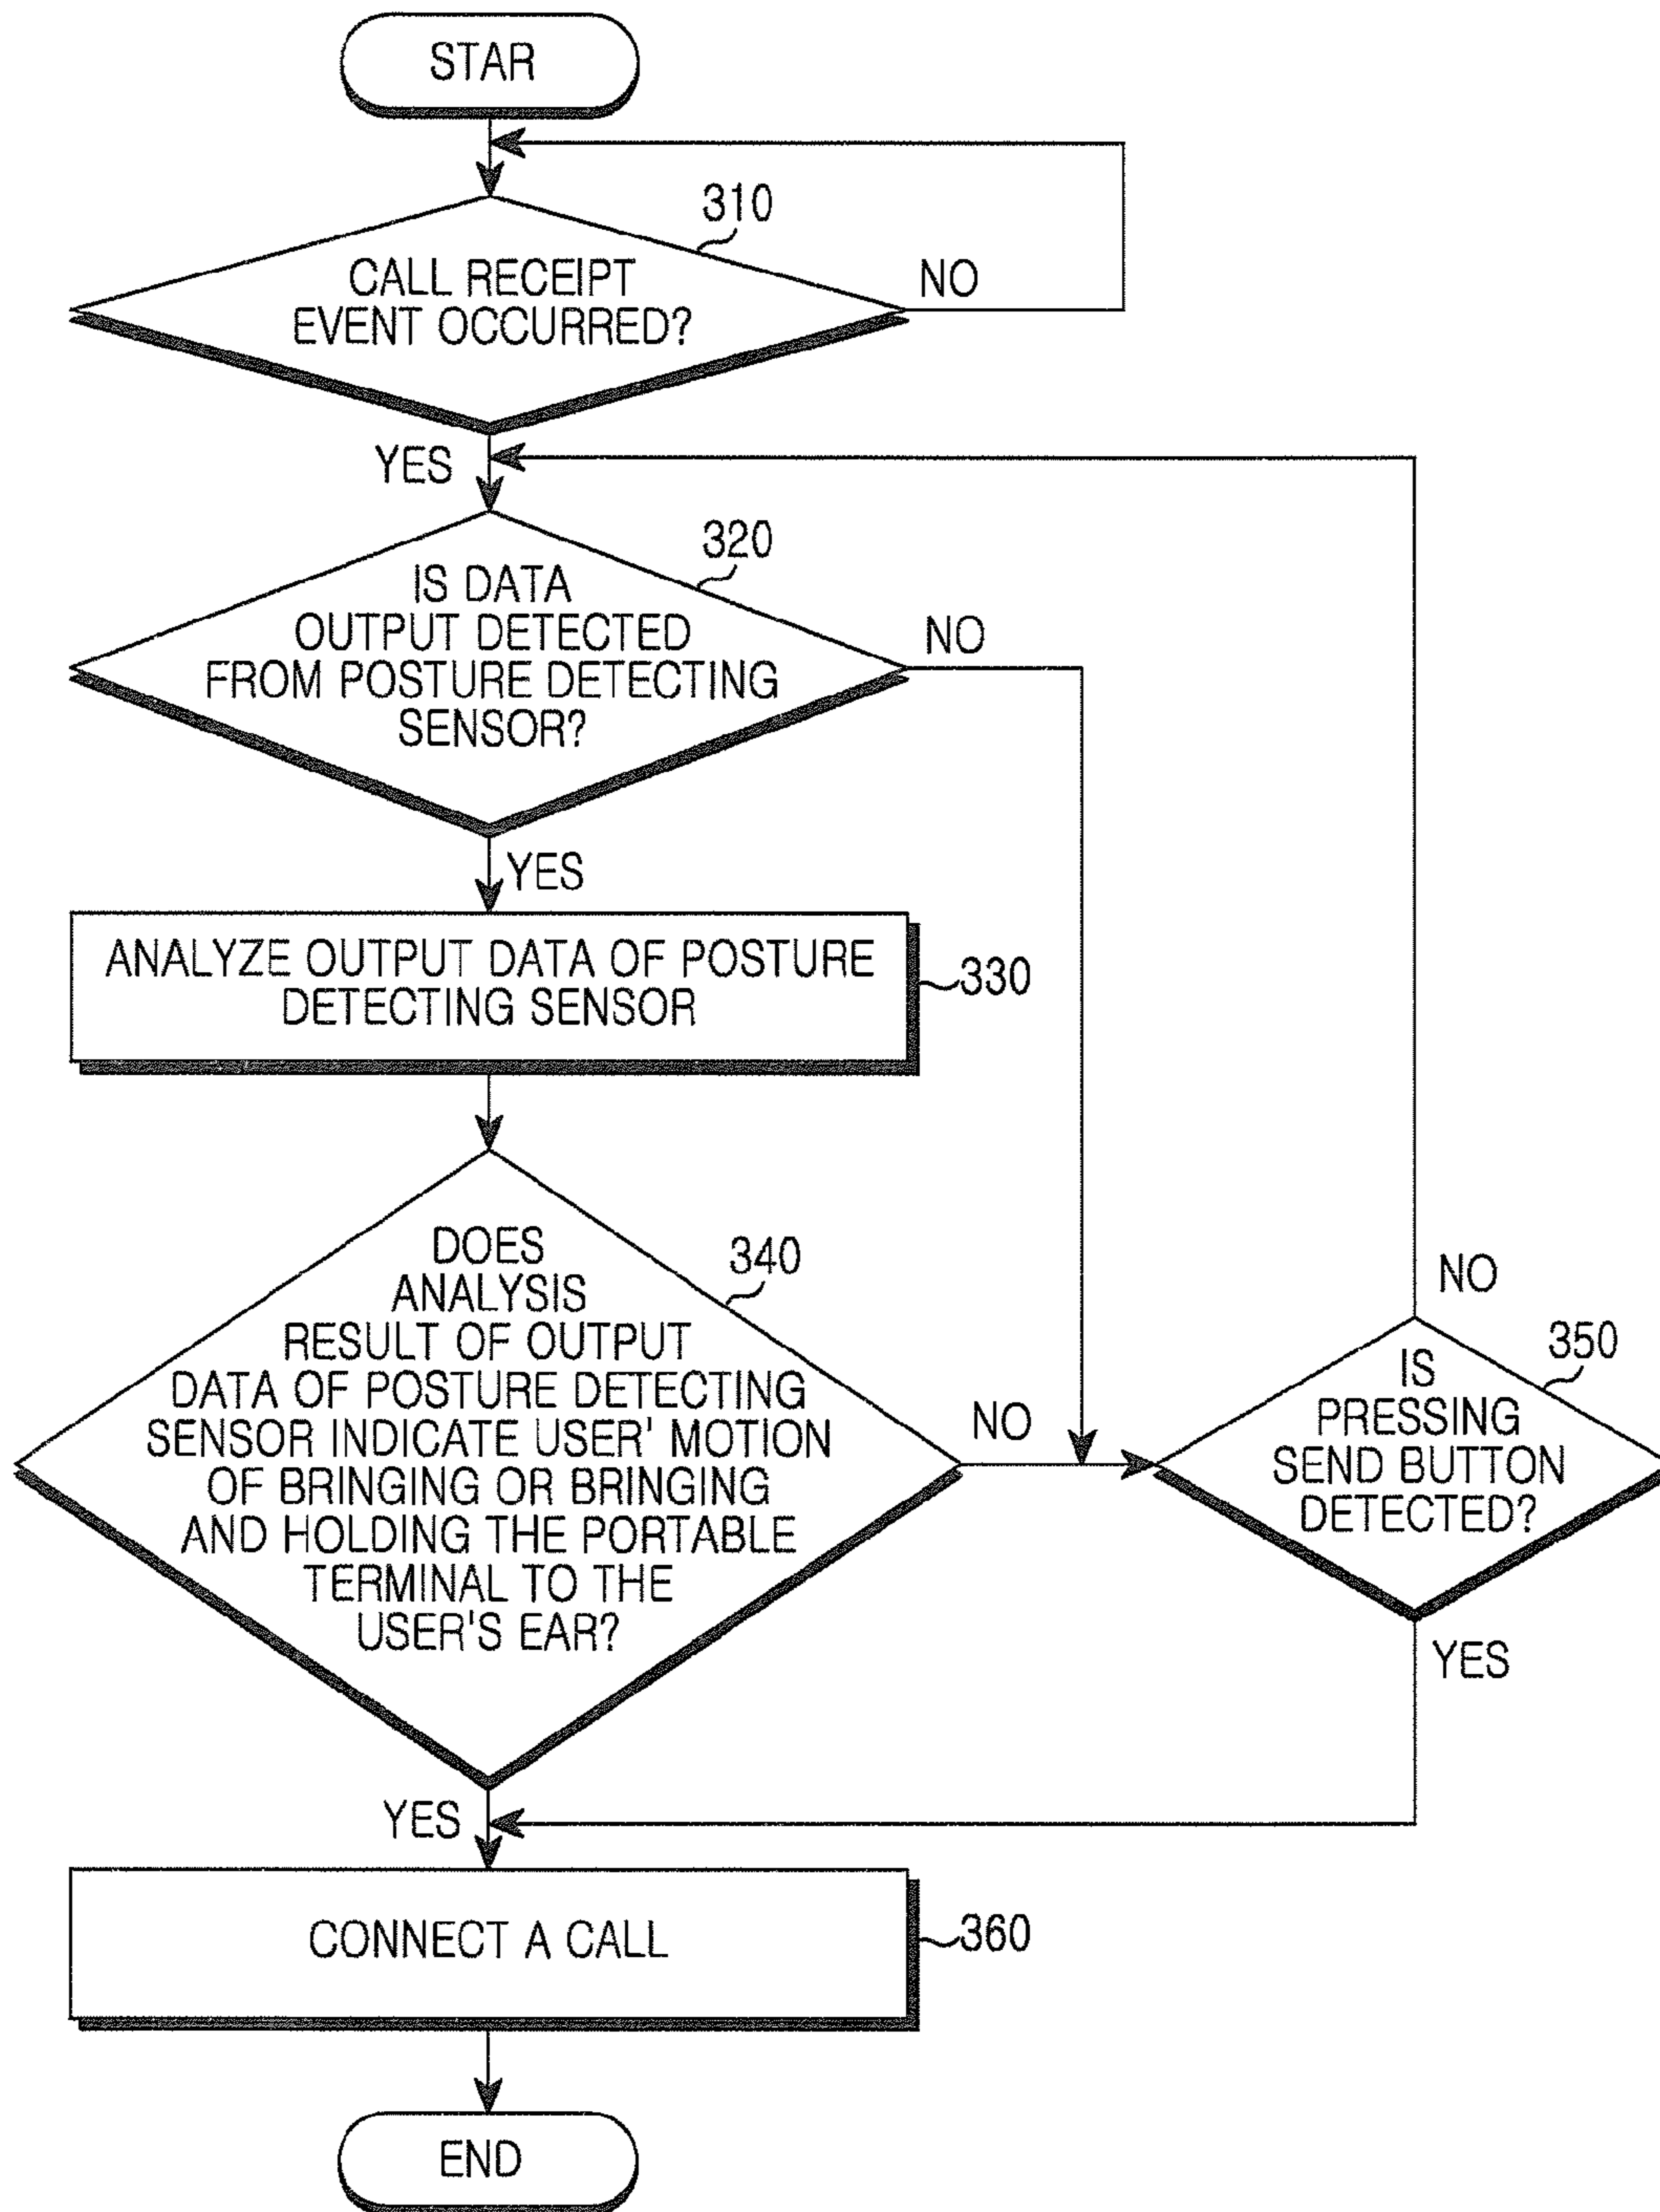 STAR
310
CALL RECEIPT
EVENT OCCURRED?
NO
YES
320
IS DATA
OUTPUT DETECTED
FROM POSTURE DETECTING
SENSOR?
NO
YES
ANALYZE OUTPUT DATA OF POSTURE
DETECTING SENSOR
330
DOES
ANALYSIS
RESULT OF OUTPUT
DATA OF POSTURE DETECTING
SENSOR INDICATE USER' MOTION
OF BRINGING OR BRINGING
AND HOLDING THE PORTABLE
TERMINAL TO THE
USER'S EAR?
340
NO
NO
350
IS
PRESSING
SEND BUTTON
DETECTED?
YES
YES
CONNECT A CALL
360
END